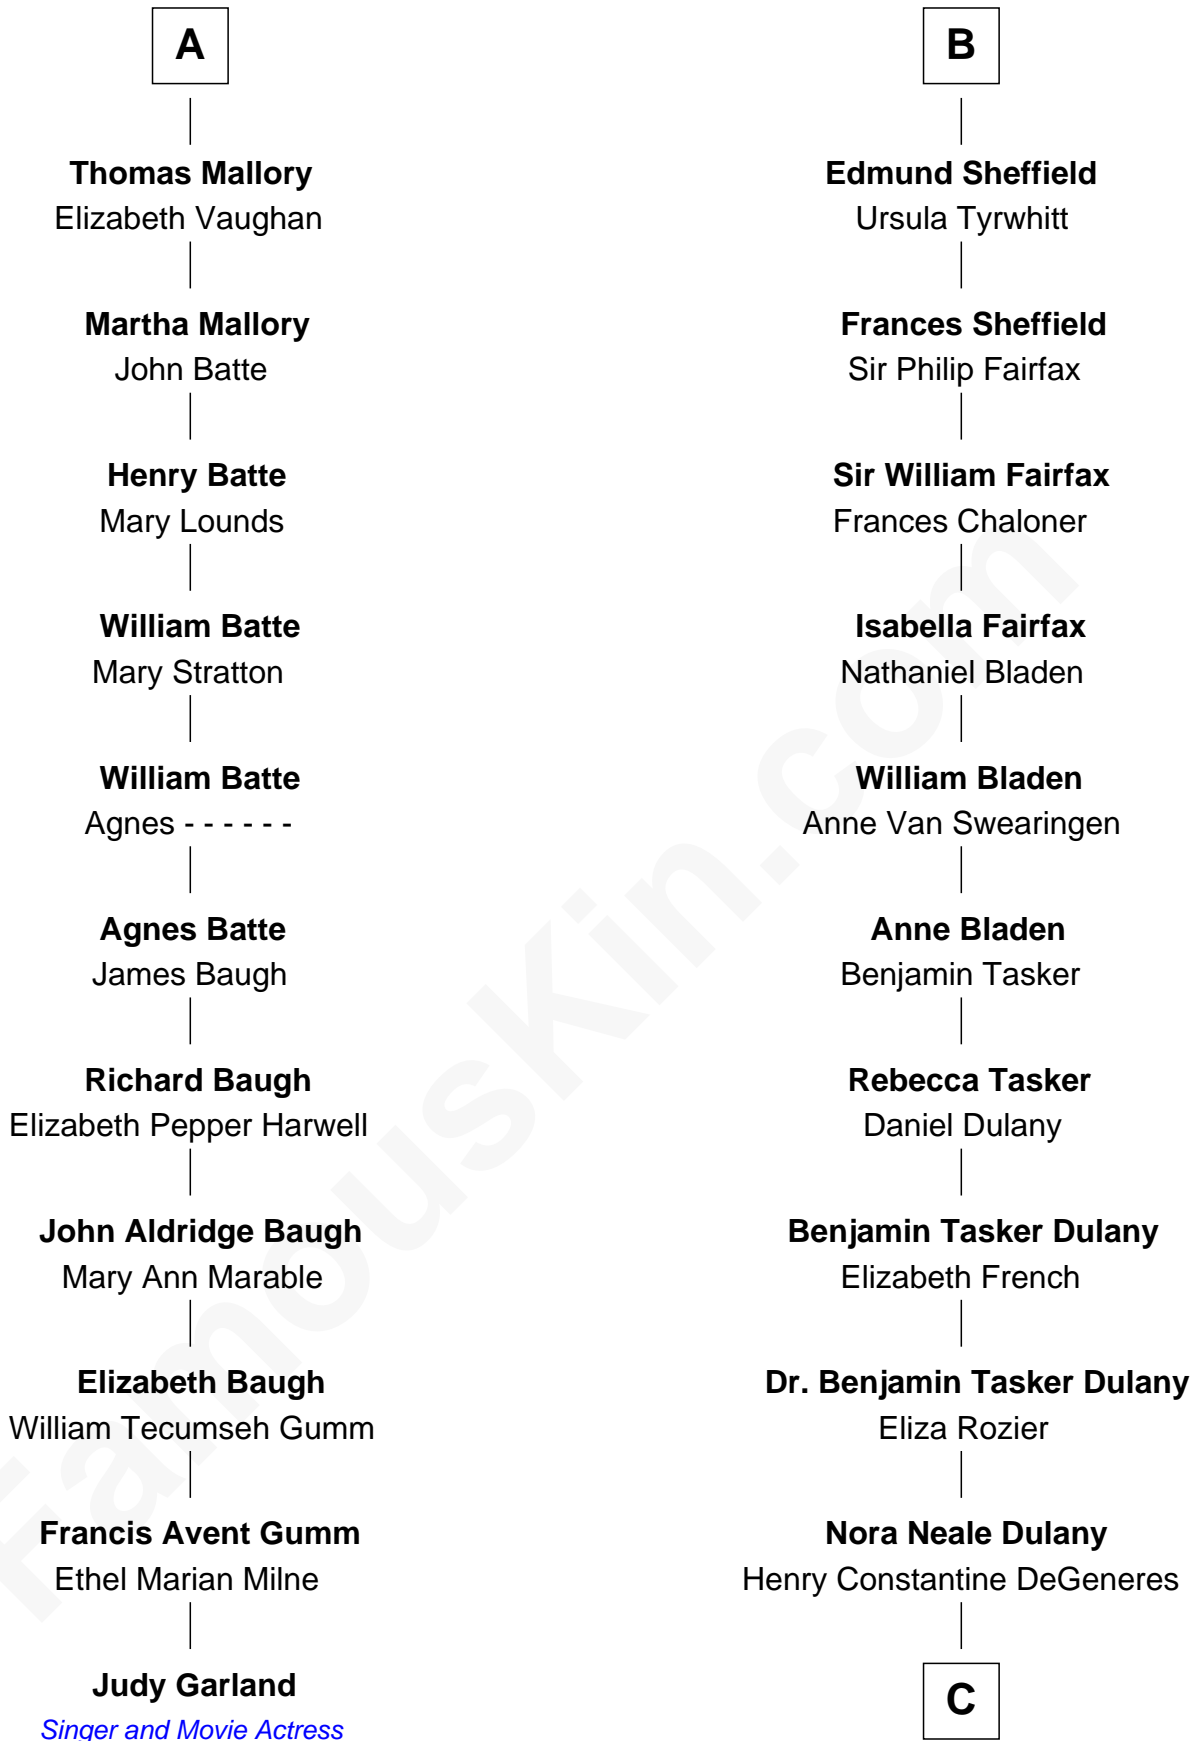 A
Thomas Mallory
Elizabeth Vaughan
Martha Mallory
John Batte
Henry Batte
Mary Lounds
William Batte
Mary Stratton
William Batte
Agnes - - - - - -
Agnes Batte
James Baugh
Richard Baugh
Elizabeth Pepper Harwell
John Aldridge Baugh
Mary Ann Marable
Elizabeth Baugh
William Tecumseh Gumm
Francis Avent Gumm
Ethel Marian Milne
Judy Garland
Singer and Movie Actress
B
Edmund Sheffield
Ursula Tyrwhitt
Frances Sheffield
Sir Philip Fairfax
Sir William Fairfax
Frances Chaloner
Isabella Fairfax
Nathaniel Bladen
William Bladen
Anne Van Swearingen
Anne Bladen
Benjamin Tasker
Rebecca Tasker
Daniel Dulany
Benjamin Tasker Dulany
Elizabeth French
Dr. Benjamin Tasker Dulany
Eliza Rozier
Nora Neale Dulany
Henry Constantine DeGeneres
C
FamousKin.com